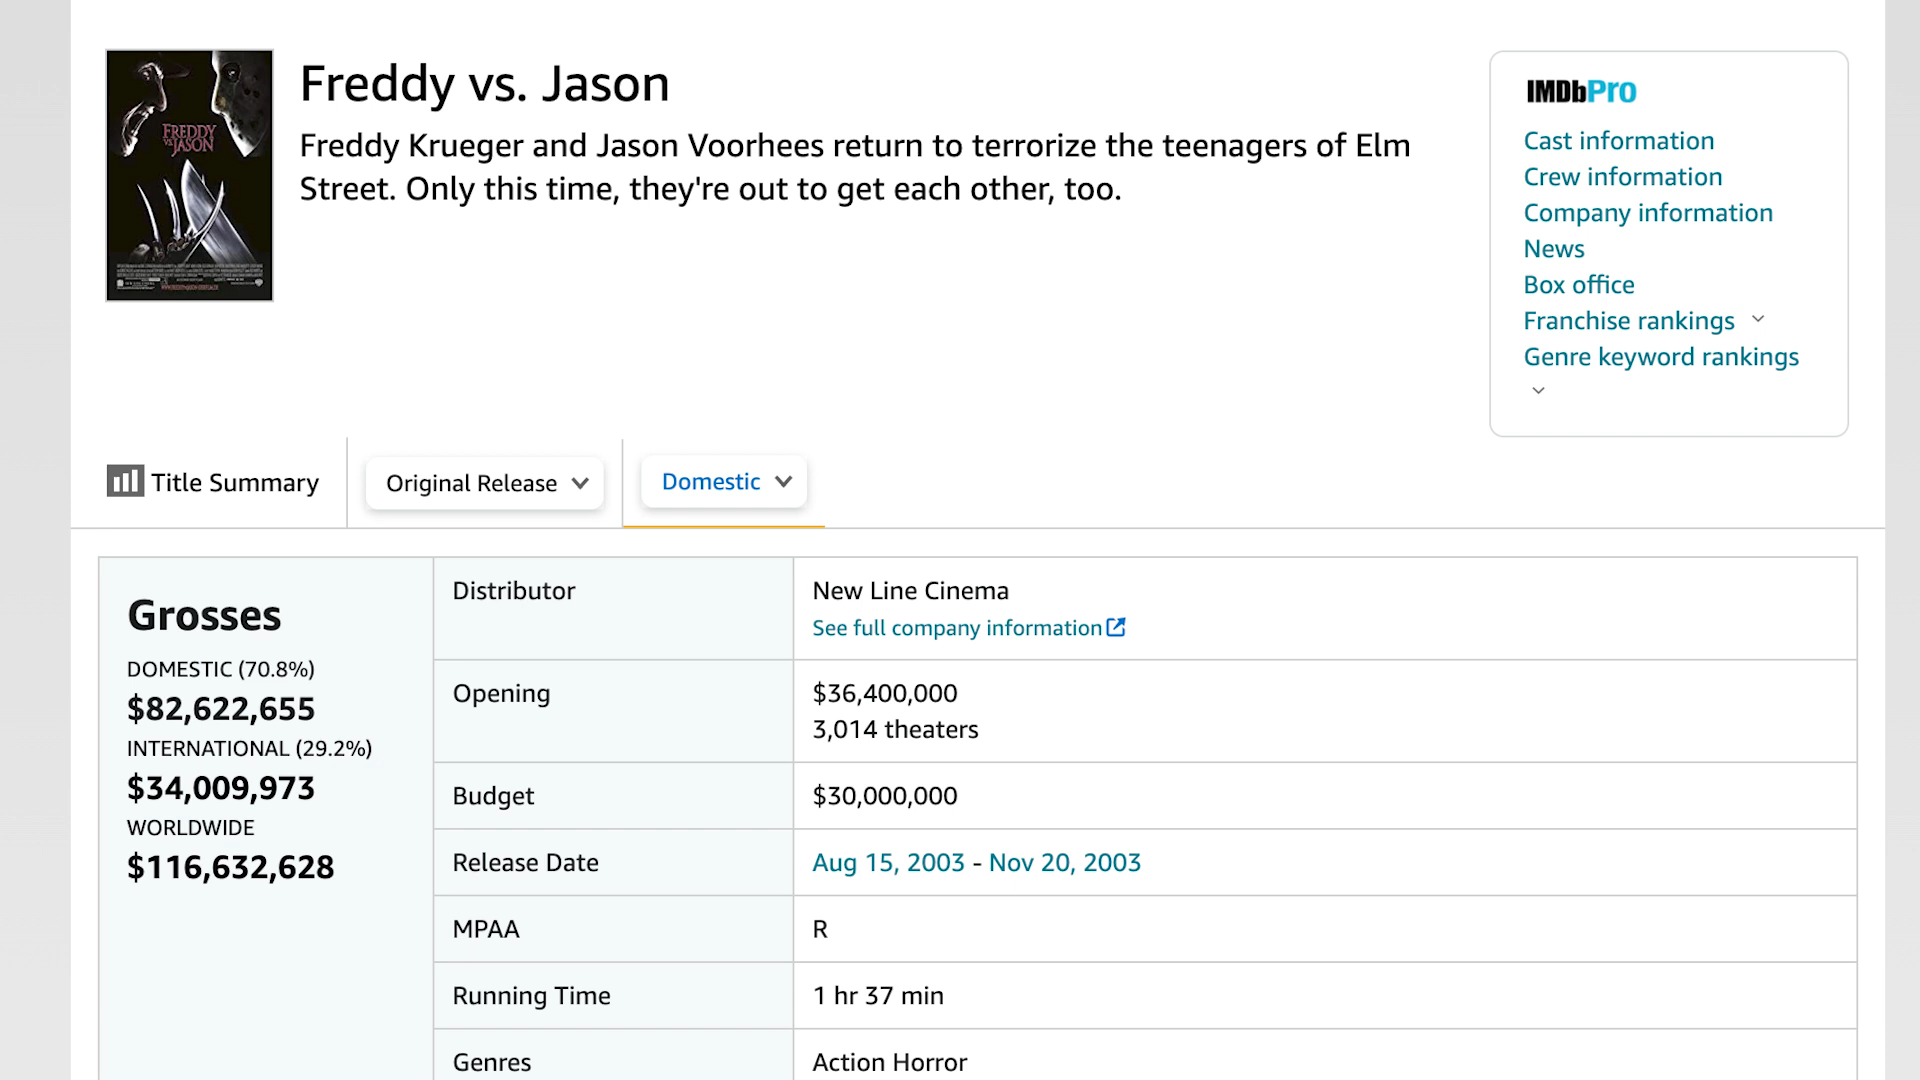 Freddy vs. Jason
Freddy Krueger and Jason Voorhees return to terrorize the teenagers of Elm
Street. Only this time, they're out to get each other, too.
FREDDY
VS.
JASON
IMDbPro
Cast information
Crew information
Company information
News
Box office
Franchise rankings
Genre keyword rankings
Title Summary
Original Release
Domestic
Grosses
DOMESTIC (70.8%)
$82,622,655
INTERNATIONAL (29.2%)
$34,009,973
WORLDWIDE
$116,632,628
Distributor
New Line Cinema
See full company information
Opening
$36,400,000
3,014 theaters
Budget
$30,000,000
Release Date
Aug 15, 2003 - Nov 20, 2003
MPAA
R
Running Time
1 hr 37 min
Genres
Action Horror